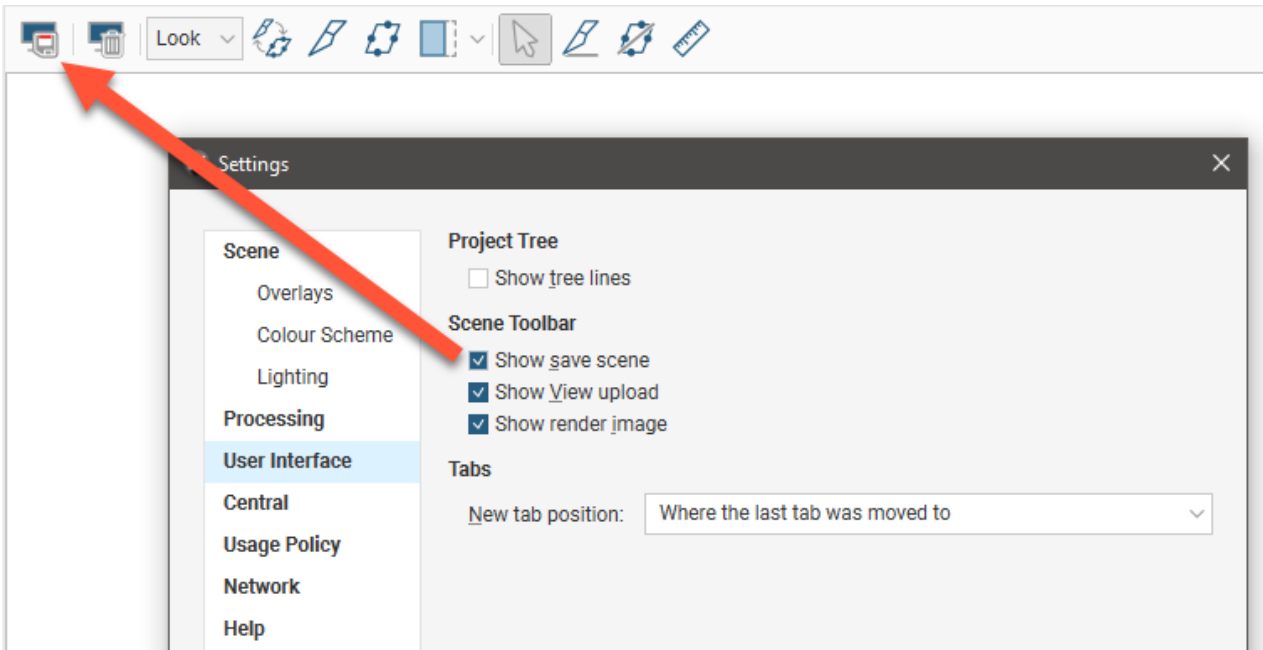 Look
Settings
Scene
Overlays
Colour Scheme
Lighting
Processing
User Interface
Central
Usage Policy
Network
Help
Project Tree
Show tree lines
Scene Toolbar
Show save scene
Show View upload
Show render image
Tabs
New tab position: Where the last tab was moved to